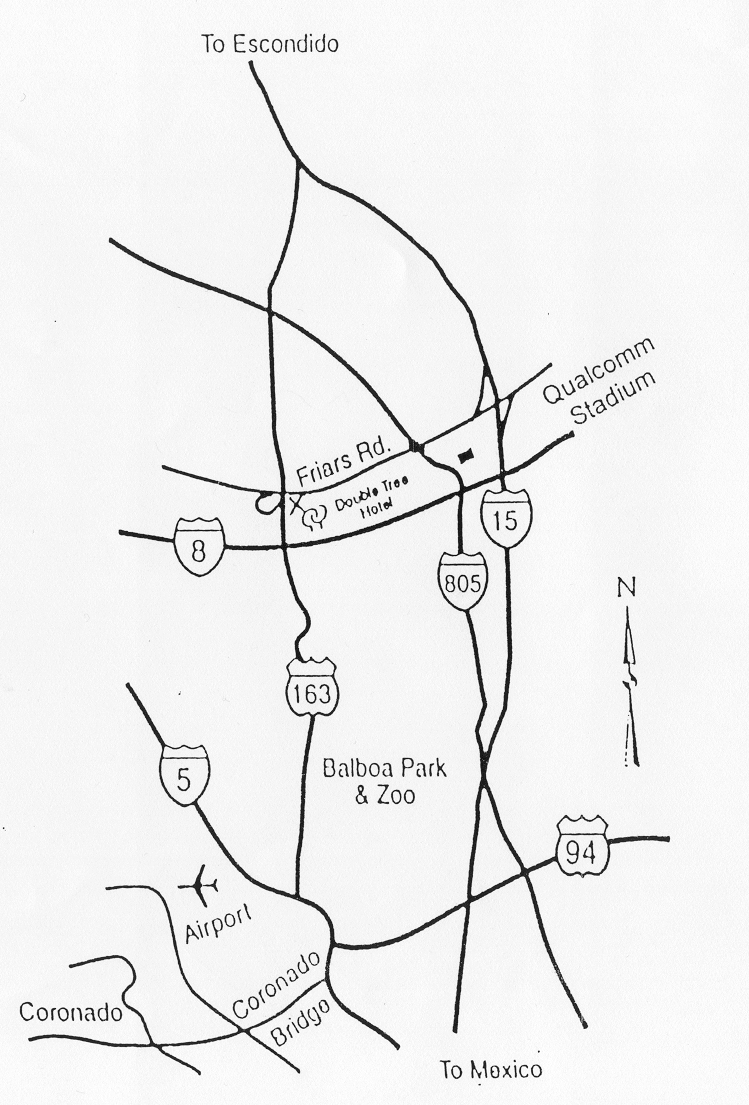 To Escondido
Qualcomm
Stadium
Friars Rd.
Double Tree
Hotel
8
15
805
N
163
5
Balboa Park
& Zoo
94
Airport
Coronado
Bridge
Coronado
To Mexico